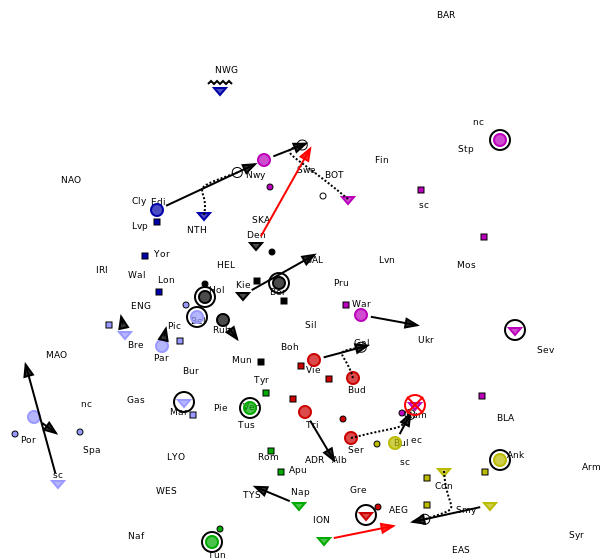 BAR
NWG
nc
Stp
Fin
Nwy
Swe
BOT
NAO
sc
Cly Edi
Lvp
NTH
SKA
Den
Yor
HEL
BAL
Lvn
Mos
IRI
Wal
Lon
Kie
Hol
Ber
Pru
ENG
Bel
War
Pic
Ruh
Sil
Bre
Ukr
Sev
MAO
Par
Mun
Boh
Gal
Bur
Vie
Tyr
Bud
nc
Gas
Mar
Pie
Ven
Rum
BLA
Por
Spa
Tus
Tri
Bul ec
LYO
Rom
ADR Alb
Ser
sc
Ank
Apu
Arm
sc
WES
TYS
Nap
Gre
Con
AEG
Smy
ION
Naf
Tun
EAS
Syr